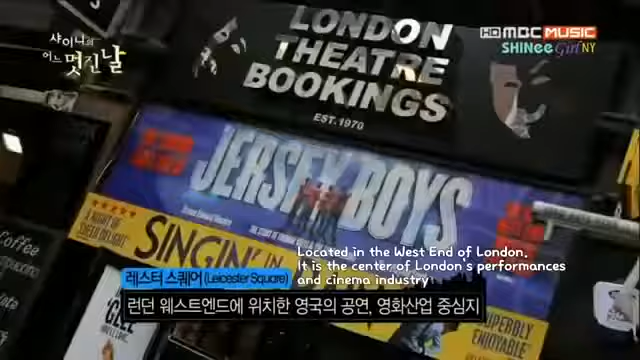 샤이니의
어느 멋진 날
HD MBC MUSIC
SHINee Girl NY
LONDON
THEATRE
BOOKINGS
EST.1970
JERSEY BOYS
SINGIN' IN
Located in the West End of London.
It is the center of London's performances
and cinema industry
레스터 스퀘어(Leicester Square)
런던 웨스트엔드에 위치한 영국의 공연, 영화산업 중심지
Coffee
SUPERBLY
ENJOYABLE